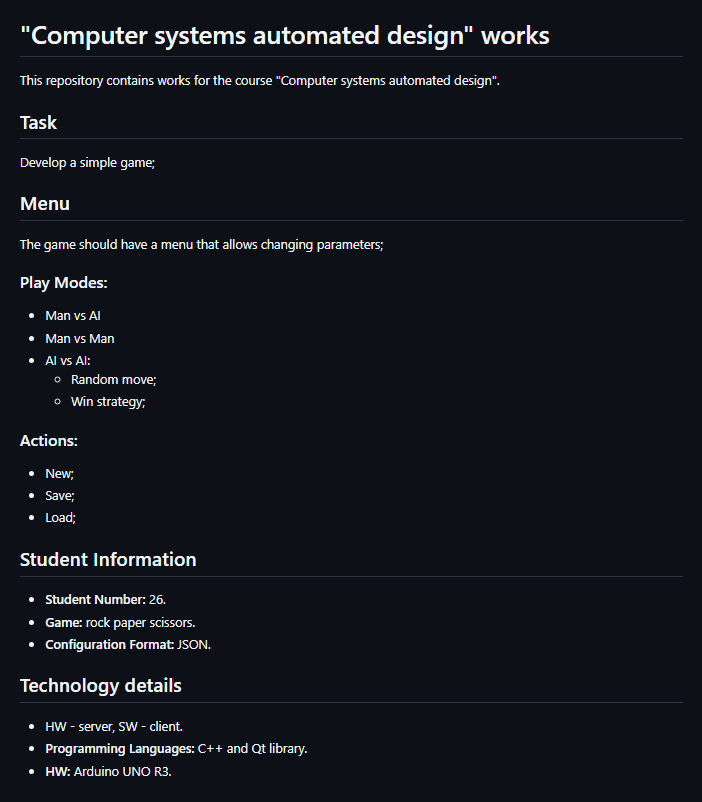 "Computer systems automated design" works
This repository contains works for the course "Computer systems automated design".
Task
Develop a simple game;
Menu
The game should have a menu that allows changing parameters;
Play Modes:
Man vs AI
Man vs Man
AI vs AI:
Random move;
Win strategy;
Actions:
New;
Save;
Load;
Student Information
Student Number: 26.
Game: rock paper scissors.
Configuration Format: JSON.
Technology details
HW - server, SW - client.
Programming Languages: C++ and Qt library.
HW: Arduino UNO R3.